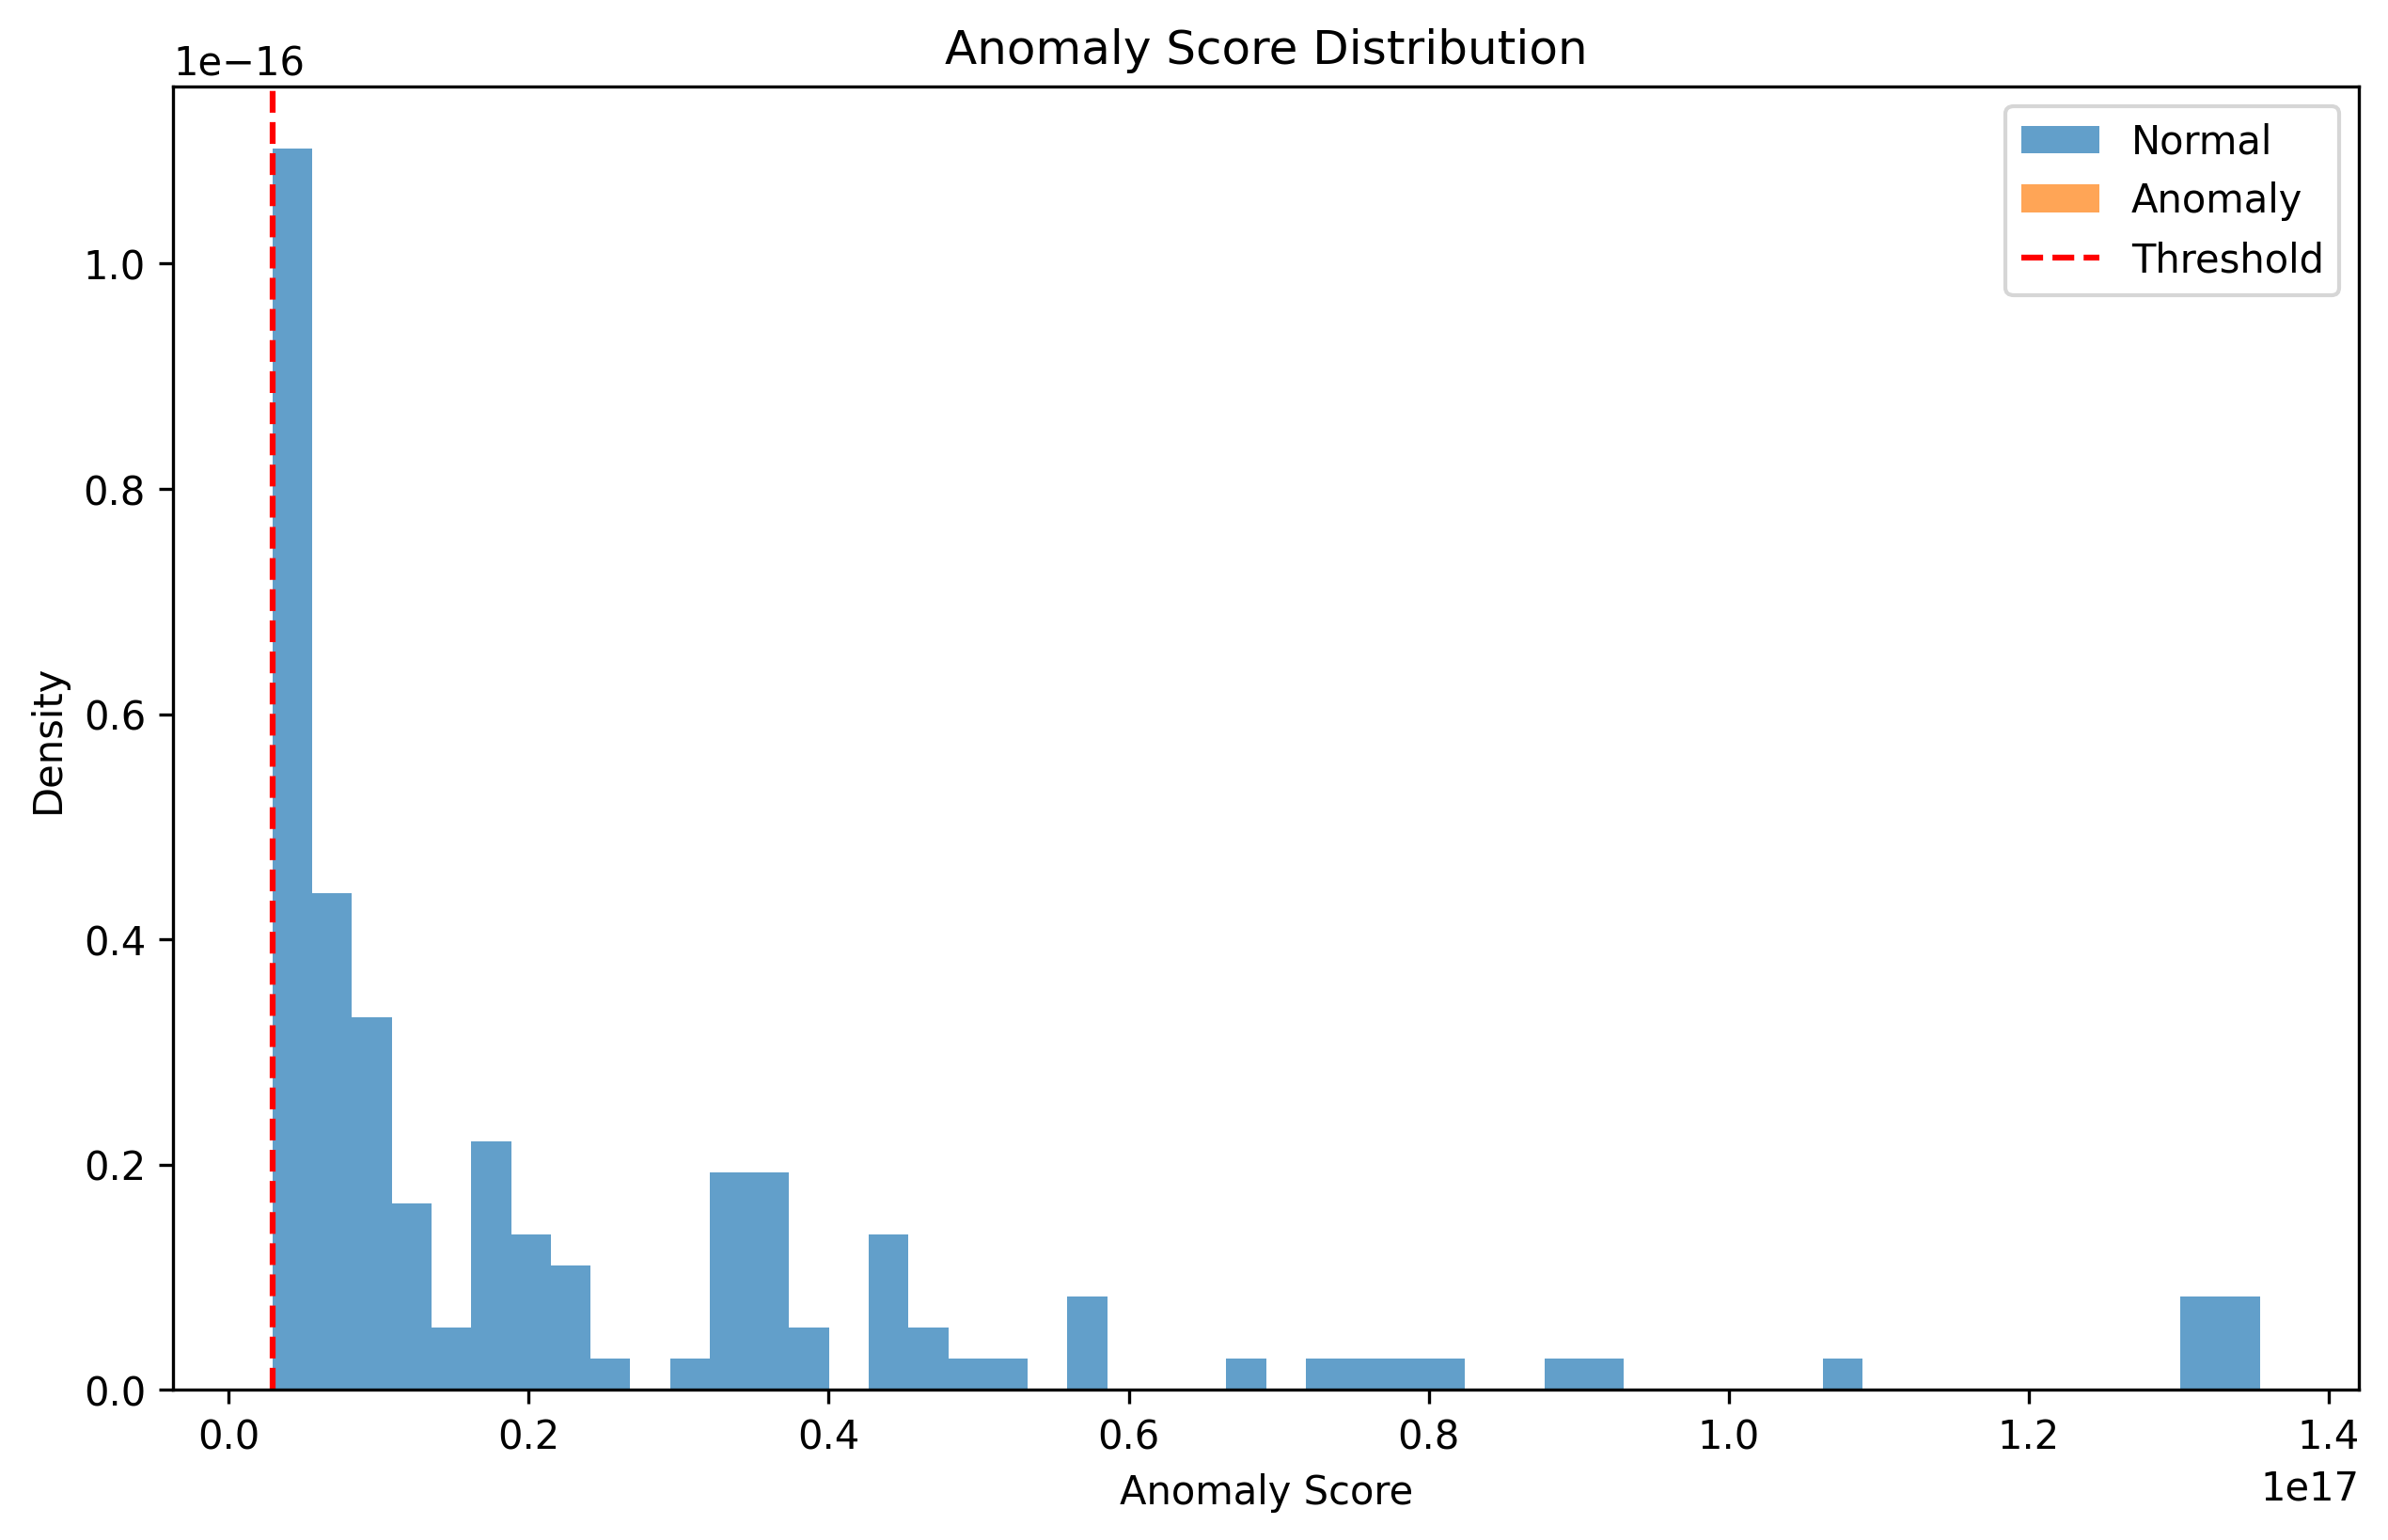 Anomaly Score Distribution
1e−16
Normal
Anomaly
Threshold
1.0
0.8
0.6
0.4
0.2
0.0
Density
0.0 0.2 0.4 0.6 0.8 1.0 1.2 1.4
1e17
Anomaly Score